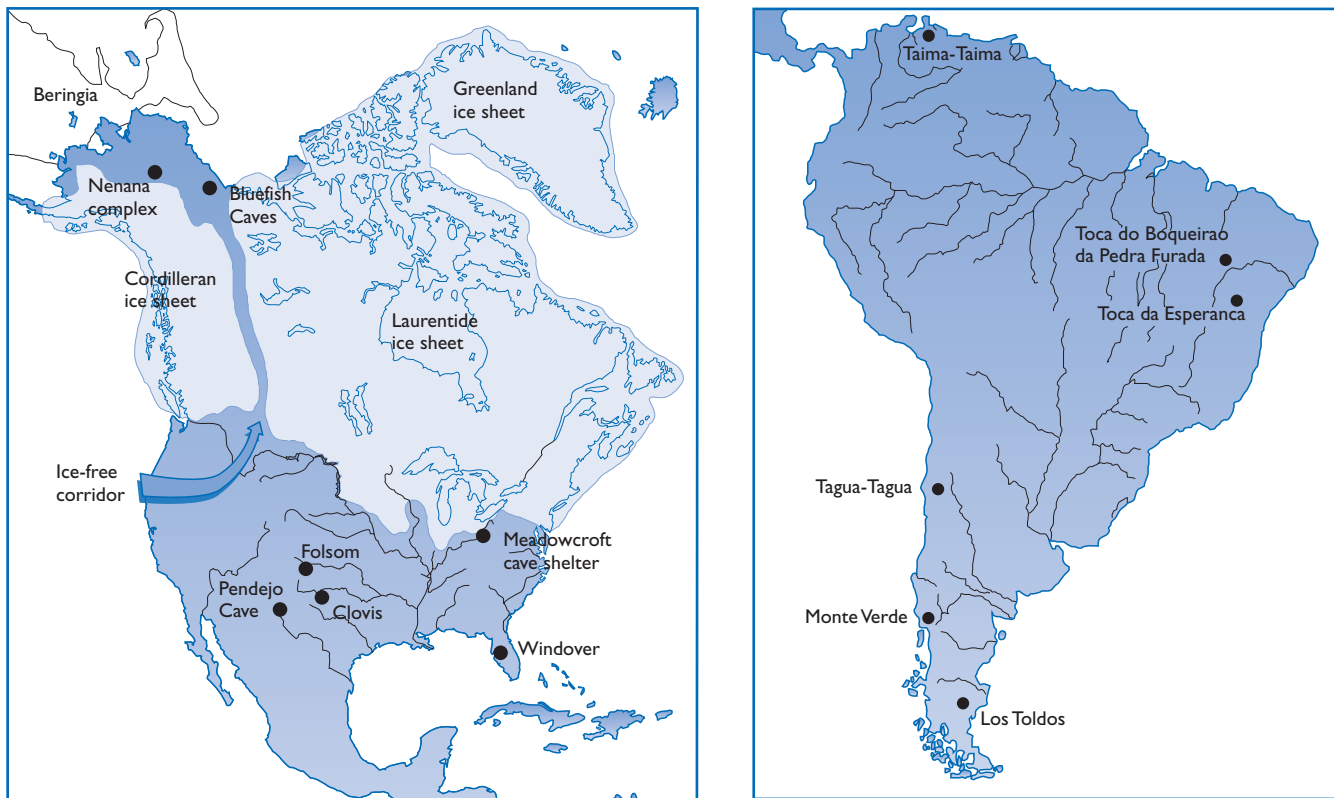 Beringia
Greenland
ice sheet
Nenana
complex
Bluefish
Caves
Cordilleran
ice sheet
Laurentide
ice sheet
Ice-free
corridor
Folsom
Meadowcroft
cave shelter
Pendejo
Cave
Clovis
Windover
Taima-Taima
Toca do Boqueirao
da Pedra Furada
Toca da Esperanca
Tagua-Tagua
Monte Verde
Los Toldos